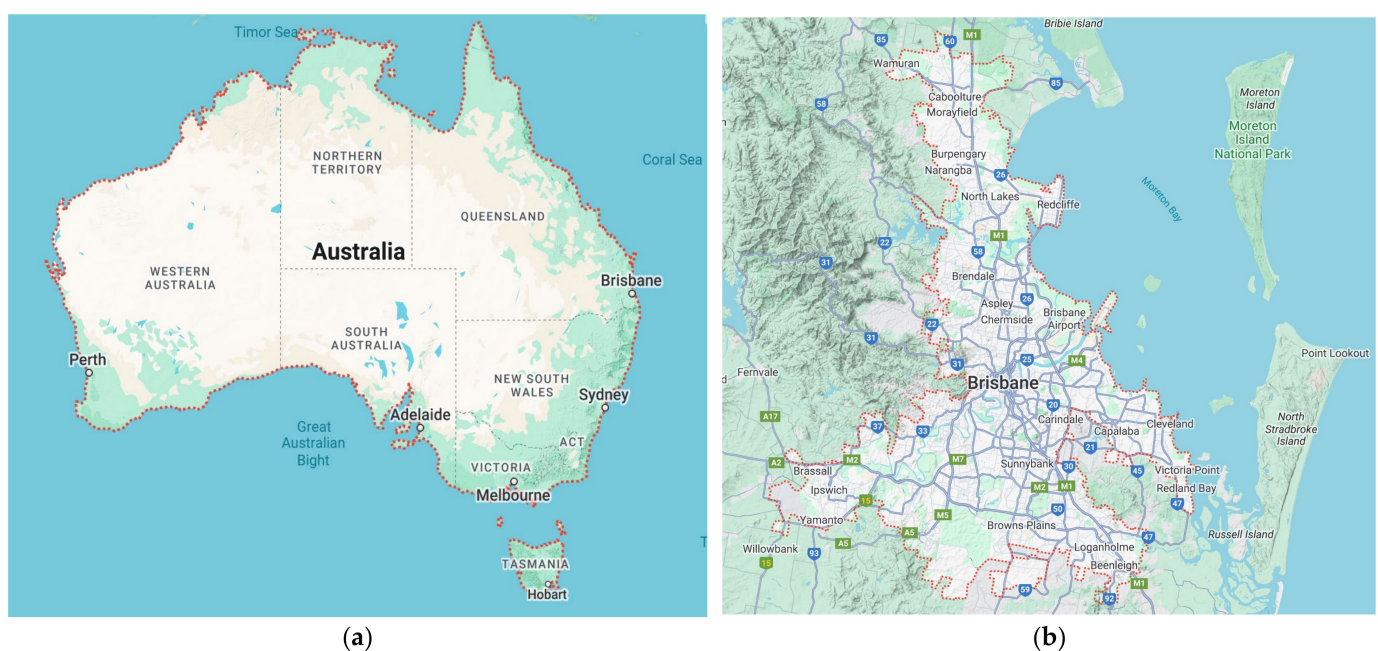 Timor Sea
Coral Sea
NORTHERN
TERRITORY
QUEENSLAND
Australia
WESTERN
AUSTRALIA
Brisbane
SOUTH
AUSTRALIA
Perth
NEW SOUTH
WALES
Sydney
Adelaide
Great
Australian
Bight
ACT
VICTORIA
Melbourne
TASMANIA
Hobart
T
(a)
Bribie Island
85
60
M1
Wamuran
85
58
Caboolture
Morayfield
Moreton
Island
Moreton
Island
National Park
n
Burpengary
Narangba
26
North Lakes
Redcliffe
Moreton
Bay
M1
22
58
31
Brendale
Aspley
26
Chermside
Brisbane
Airport
22
31
31
25
M4
Point Lookout
Fernvale
d
Brisbane
20
A17
Carindale
Cleveland
Capalaba
37
33
21
North
Stradbroke
Island
A2
M2
M7
Sunnybank
30
45
Victoria Point
Brassall
Redland Bay
Ipswich
15
M2
M1
47
Yamanto
M5
50
Browns Plains
A5
A5
47
Russell Island
Willowbank
93
Loganholme
15
Beenleigh
59
M1
92
(b)